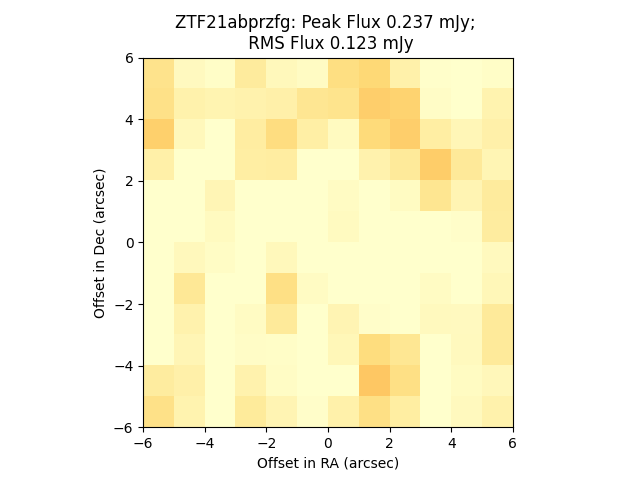 ZTF21abprzfg: Peak Flux 0.237 mJy;
RMS Flux 0.123 mJy
6
4
2
0
−2
−4
−6
Offset in Dec (arcsec)
−6 −4 −2 0 2 4 6
Offset in RA (arcsec)